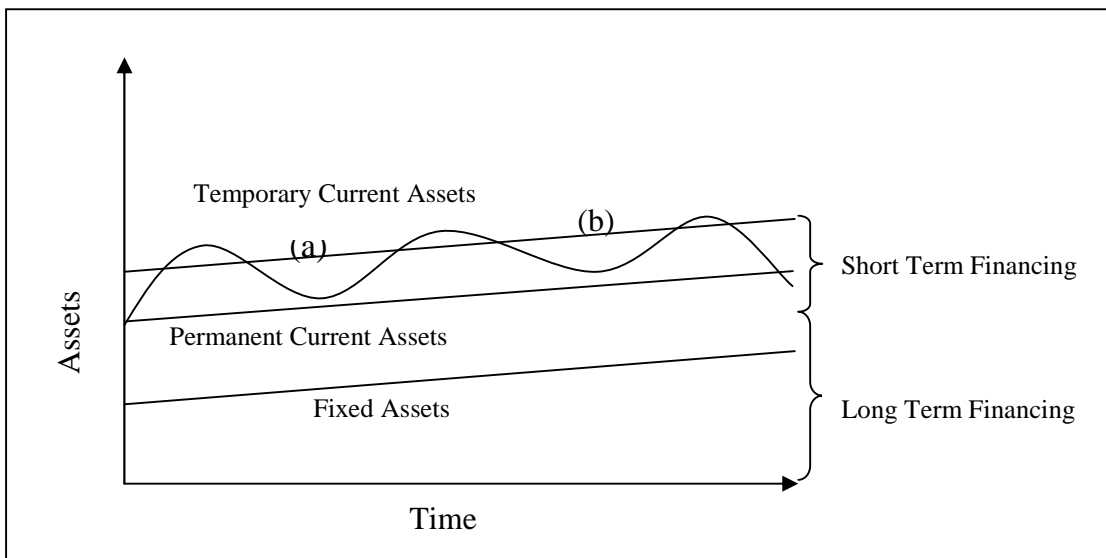 Temporary Current Assets
(b)
(a)
Short Term Financing
Permanent Current Assets
Assets
Fixed Assets
Long Term Financing
Time